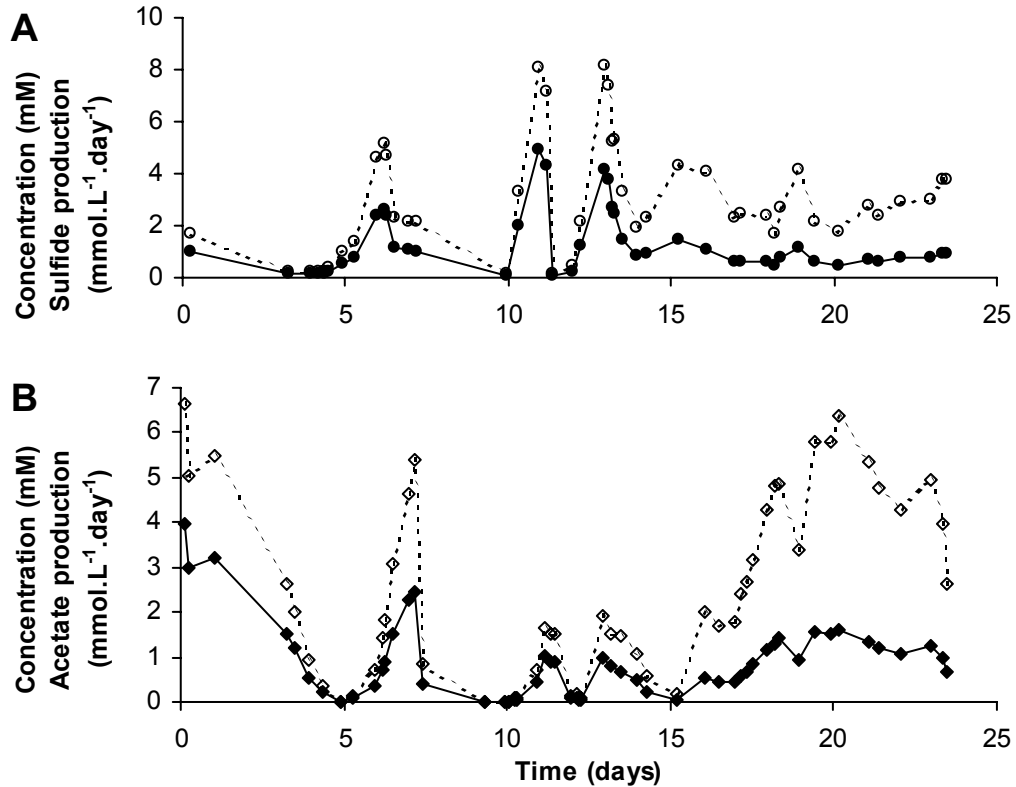 A
Concentration (mM)
Sulfide production
(mmol.L⁻¹.day⁻¹)
10
8
6
4
2
0
0 5 10 15 20 25
B
Concentration (mM)
Acetate production
(mmol.L⁻¹.day⁻¹)
7
6
5
4
3
2
1
0
0 5 10 15 20 25
Time (days)